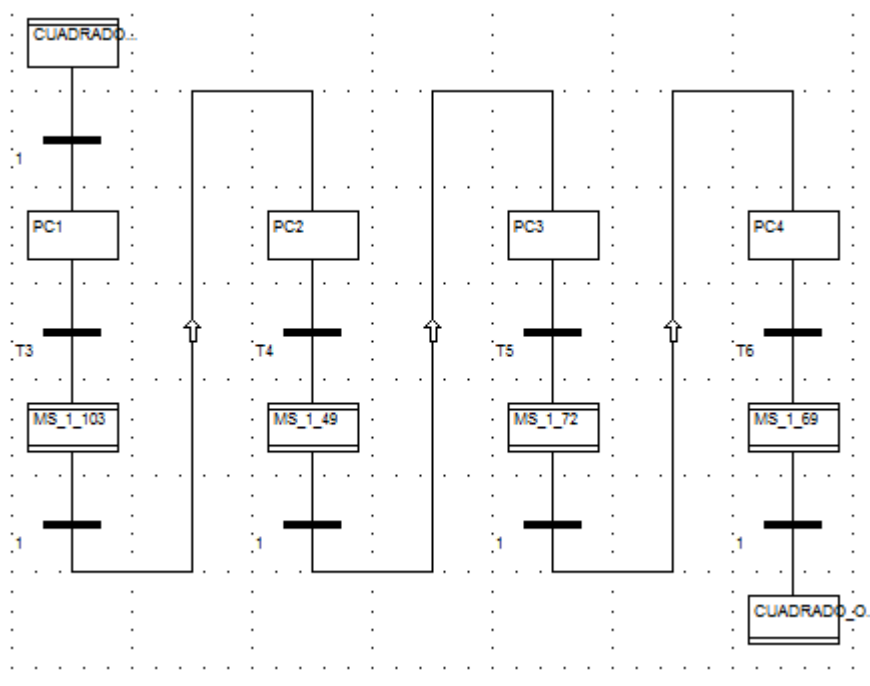 CUADRADO...
1
PC1
PC2
PC3
PC4
T3
T4
T5
T6
MS_1_103
MS_1_49
MS_1_72
MS_1_69
1
1
1
1
CUADRADO_O...